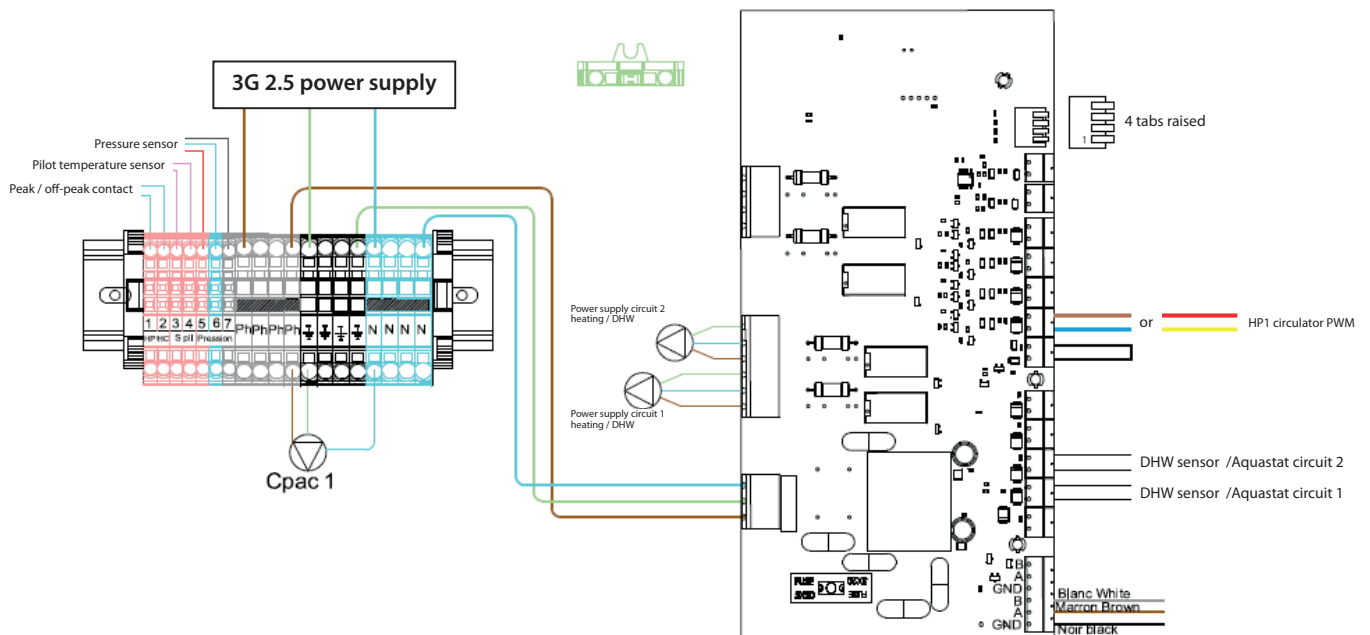 3G 2.5 power supply
Pressure sensor
Pilot temperature sensor
Peak / off-peak contact
1 2 3 4 5 6 7 Ph Ph Ph Ph N N N N
HP HC S pil Pression
Cpac 1
1
4 tabs raised
Power supply circuit 2
heating / DHW
Power supply circuit 1
heating / DHW
or
HP1 circulator PWM
DHW sensor /Aquastat circuit 2
DHW sensor /Aquastat circuit 1
B
A
GND
B
A
GND
Blanc White
Marron Brown
Noir black
FUSE